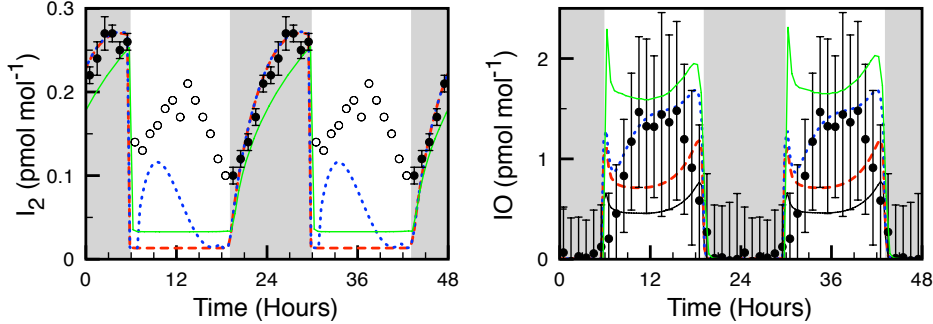 I₂ (pmol mol⁻¹)
0.3
0.2
0.1
0
0 12 24 36 48
Time (Hours)
IO (pmol mol⁻¹)
2
1
0
0 12 24 36 48
Time (Hours)